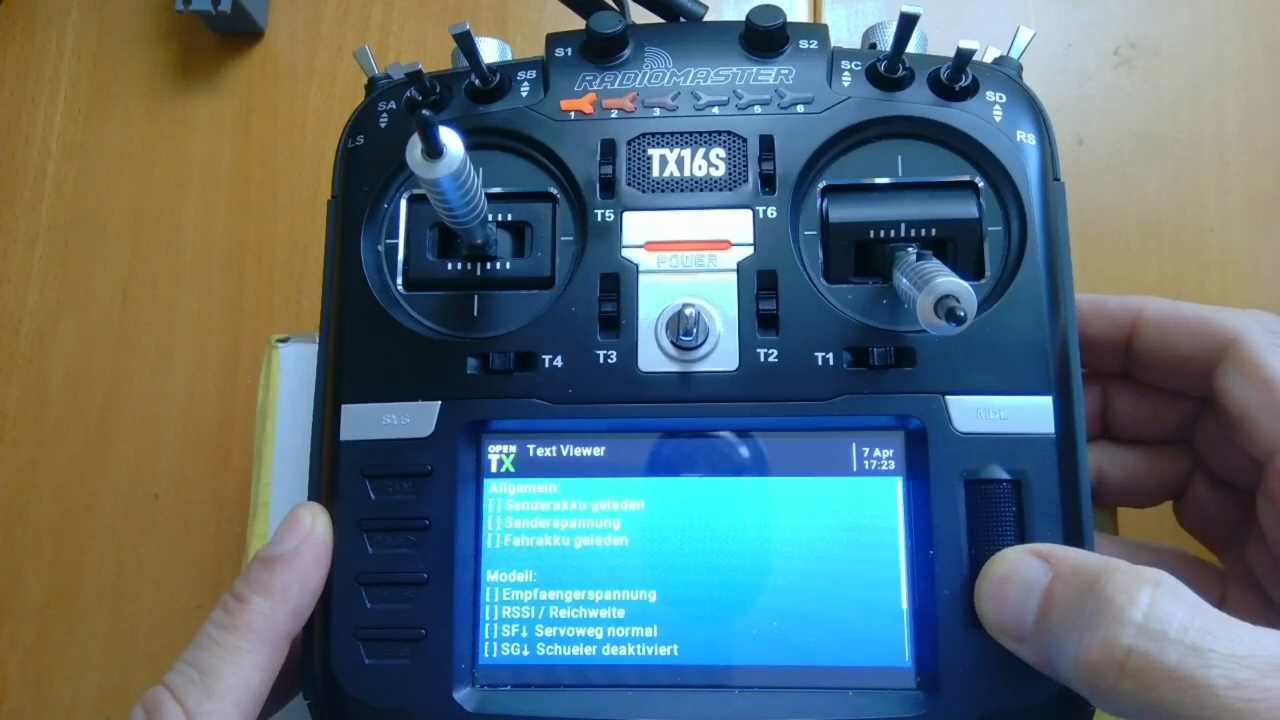 S1
S2
RADIOMASTER
SA
SB
SC
SD
LS
RS
1 2 3 4 5 6
TX16S
T5
T6
POWER
T4
T3
T2
T1
SYS
MDL
OPEN TX
Text Viewer
7 Apr
17:23
Allgemein:
[ ] Senderakku geladen
[ ] Senderspannung
[ ] Fahrakku geladen
Modell:
[ ] Empfaengerspannung
[ ] RSSI / Reichweite
[ ] SF↓ Servoweg normal
[ ] SG↓ Schueler deaktiviert